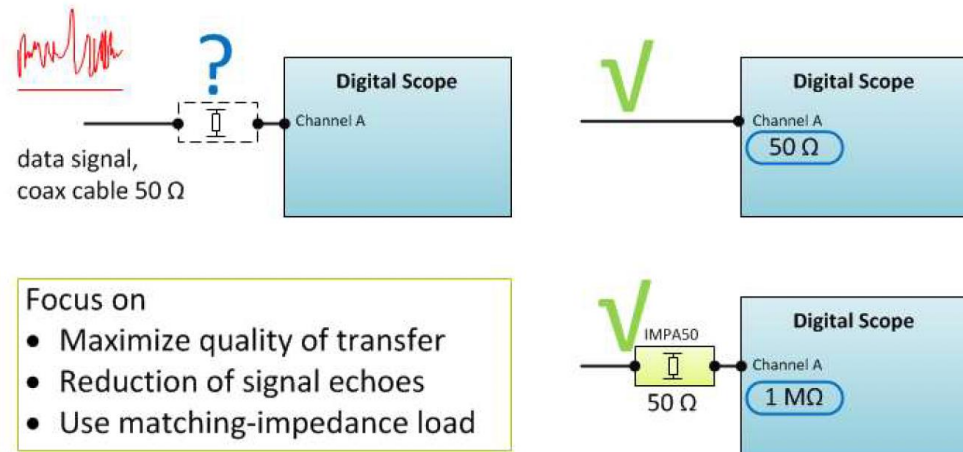 ?
Digital Scope
Channel A
data signal,
coax cable 50 Ω
√
Digital Scope
Channel A
50 Ω
Focus on
• Maximize quality of transfer
• Reduction of signal echoes
• Use matching-impedance load
√
IMPA50
50 Ω
Digital Scope
Channel A
1 MΩ